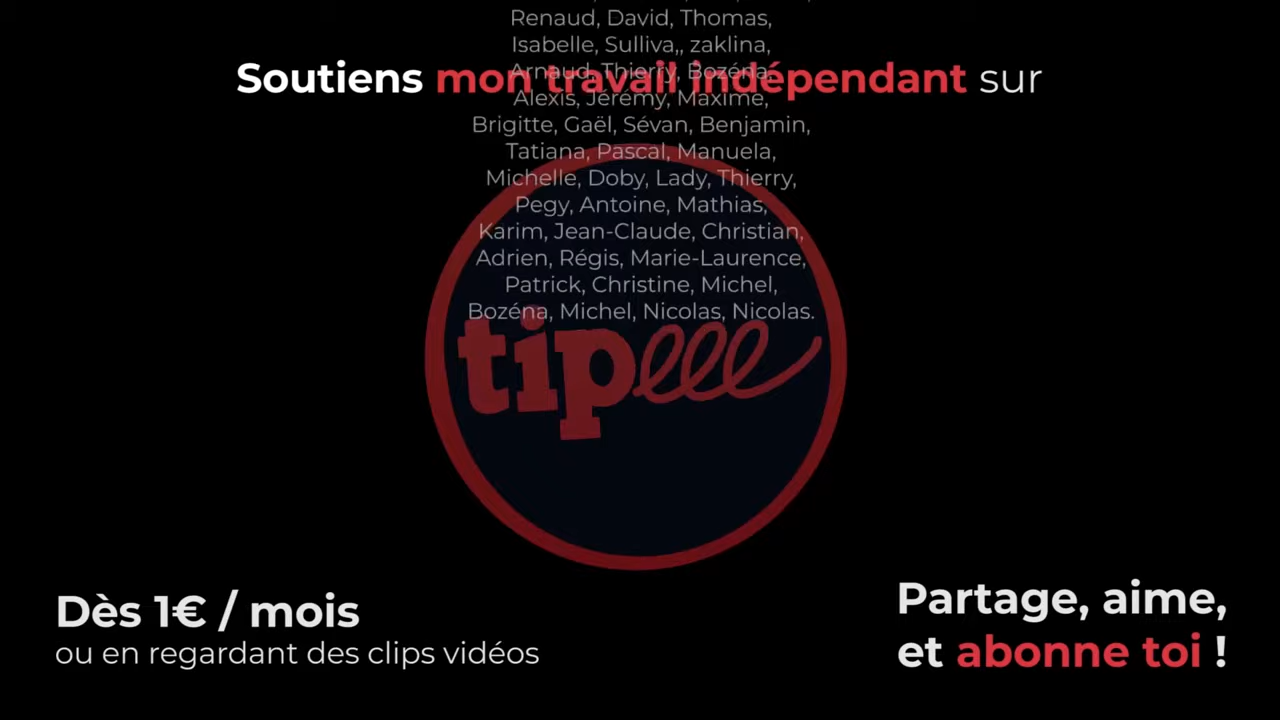 Renaud, David, Thomas,
Isabelle, Sulliva,, zaklina,
Soutiens mon travail indépendant sur
Arnaud, Thierry, Bozéna,
Alexis, Jérémy, Maxime,
Brigitte, Gaël, Sévan, Benjamin,
Tatiana, Pascal, Manuela,
Michelle, Doby, Lady, Thierry,
Pegy, Antoine, Mathias,
Karim, Jean-Claude, Christian,
Adrien, Régis, Marie-Laurence,
Patrick, Christine, Michel,
Bozéna, Michel, Nicolas, Nicolas.
tipeee
Dès 1€ / mois
ou en regardant des clips vidéos
Partage, aime,
et abonne toi !